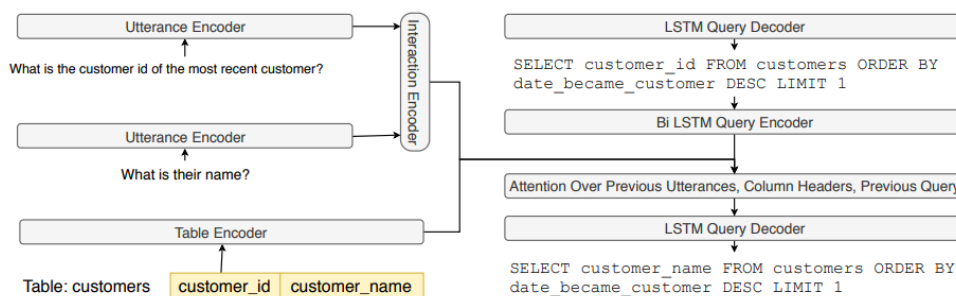 Utterance Encoder
What is the customer id of the most recent customer?
Utterance Encoder
What is their name?
Interaction Encoder
Table Encoder
Table: customers customer_id customer_name
LSTM Query Decoder
SELECT customer_id FROM customers ORDER BY
date_became_customer DESC LIMIT 1
Bi LSTM Query Encoder
Attention Over Previous Utterances, Column Headers, Previous Query
LSTM Query Decoder
SELECT customer_name FROM customers ORDER BY
date_became_customer DESC LIMIT 1